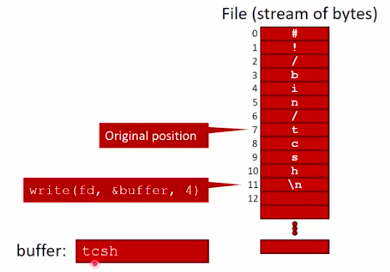 File (stream of bytes)
0 #
1 !
2 /
3 b
4 i
5 n
6 /
Original position 7 t
8 c
9 s
10 h
write(fd, &buffer, 4) 11 \n
12
buffer: tcsh